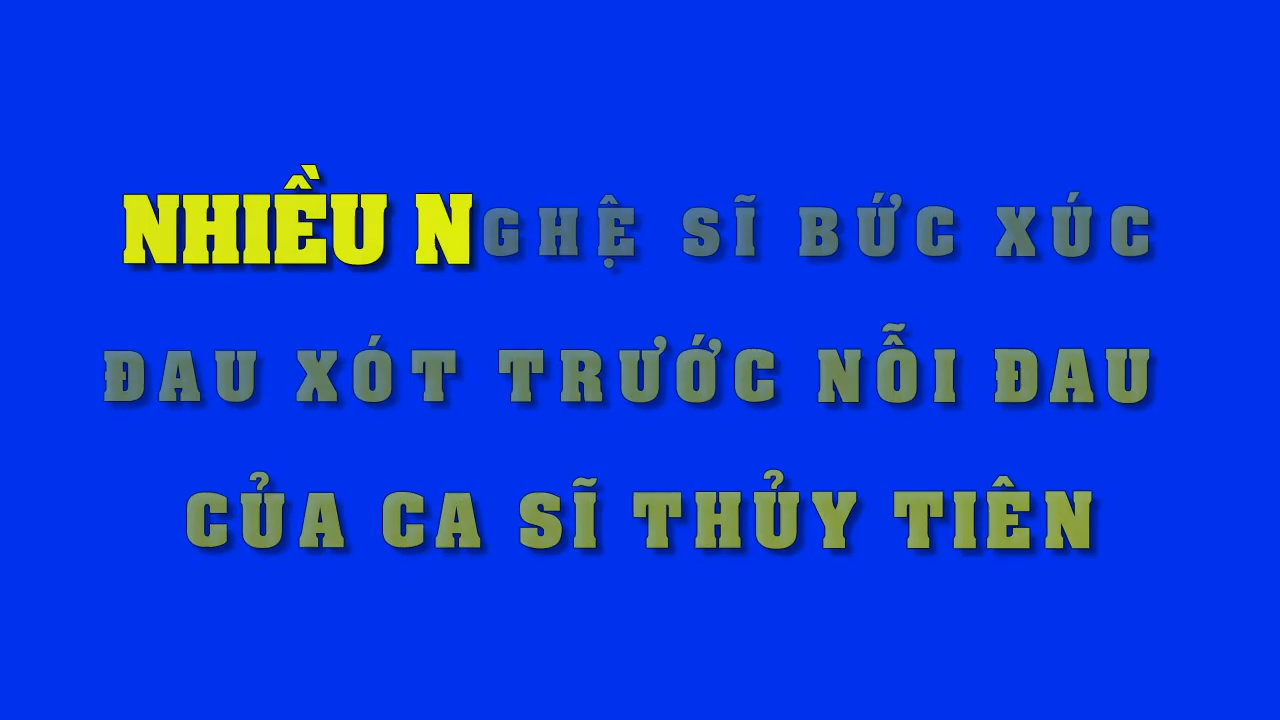 NHIỀU NGHỆ SĨ BỨC XÚC
ĐAU XÓT TRƯỚC NỖI ĐAU
CỦA CA SĨ THỦY TIÊN